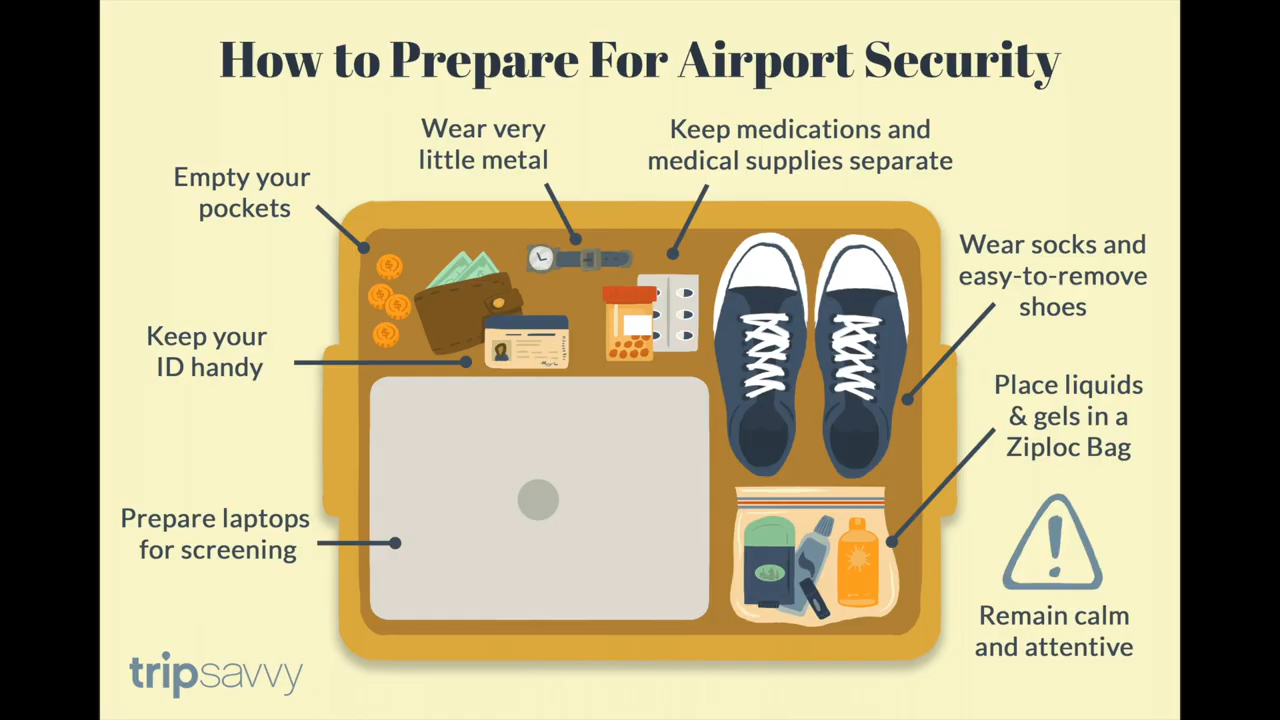 How to Prepare For Airport Security
Wear very
little metal
Keep medications and
medical supplies separate
Empty your
pockets
Wear socks and
easy-to-remove
shoes
Keep your
ID handy
Place liquids
& gels in a
Ziploc Bag
Prepare laptops
for screening
Remain calm
and attentive
tripsavvy